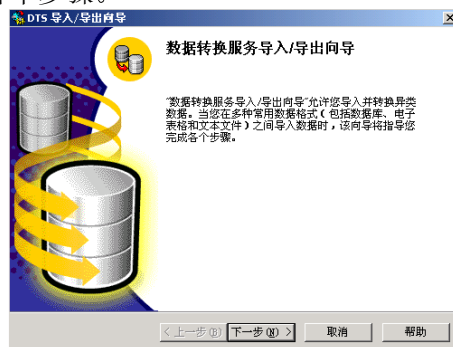 DTS 导入/导出向导
数据转换服务导入/导出向导
“数据转换服务导入/导出向导”允许您导入并转换异类
数据。当您在多种常用数据格式（包括数据库、电子
表格和文本文件）之间导入数据时，该向导将指导您
完成各个步骤。
< 上一步(B) 下一步(N) > 取消 帮助